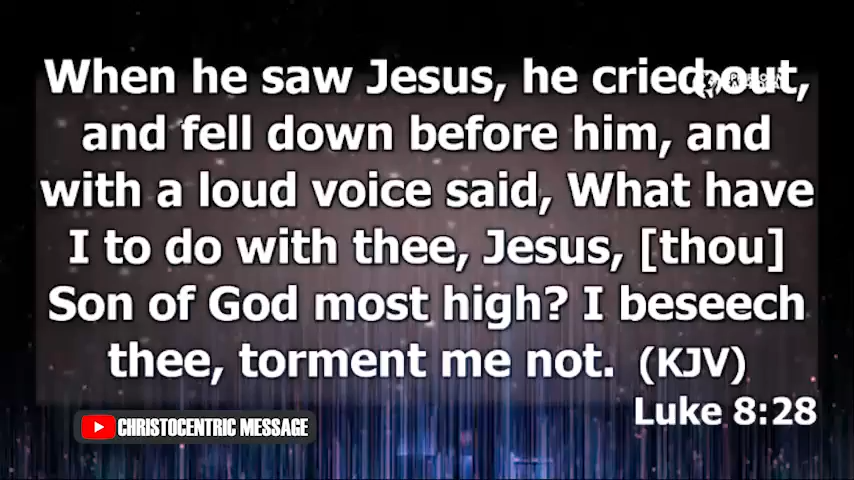 When he saw Jesus, he cried out,
and fell down before him, and
with a loud voice said, What have
I to do with thee, Jesus, [thou]
Son of God most high? I beseech
thee, torment me not. (KJV)
Luke 8:28
CHRISTOCENTRIC MESSAGE